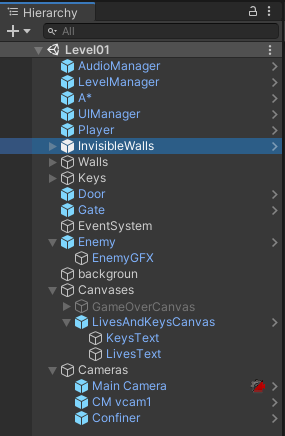 Hierarchy
All
Level01
AudioManager
LevelManager
A*
UIManager
Player
InvisibleWalls
Walls
Keys
Door
Gate
EventSystem
Enemy
EnemyGFX
backgroun
Canvases
GameOverCanvas
LivesAndKeysCanvas
KeysText
LivesText
Cameras
Main Camera
CM vcam1
Confiner